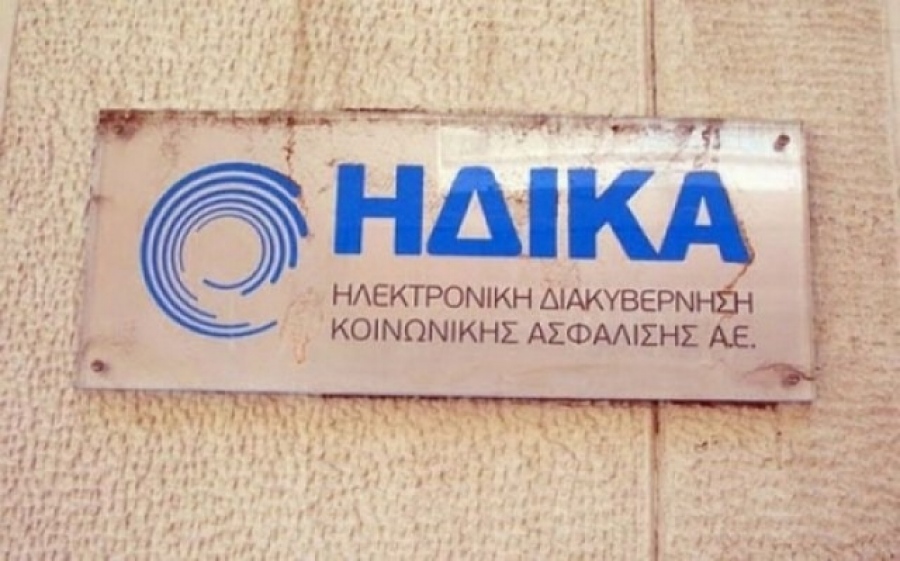 ΗΔΙΚΑ
ΗΛΕΚΤΡΟΝΙΚΗ ΔΙΑΚΥΒΕΡΝΗΣΗ
ΚΟΙΝΩΝΙΚΗΣ ΑΣΦΑΛΙΣΗΣ Α.Ε.